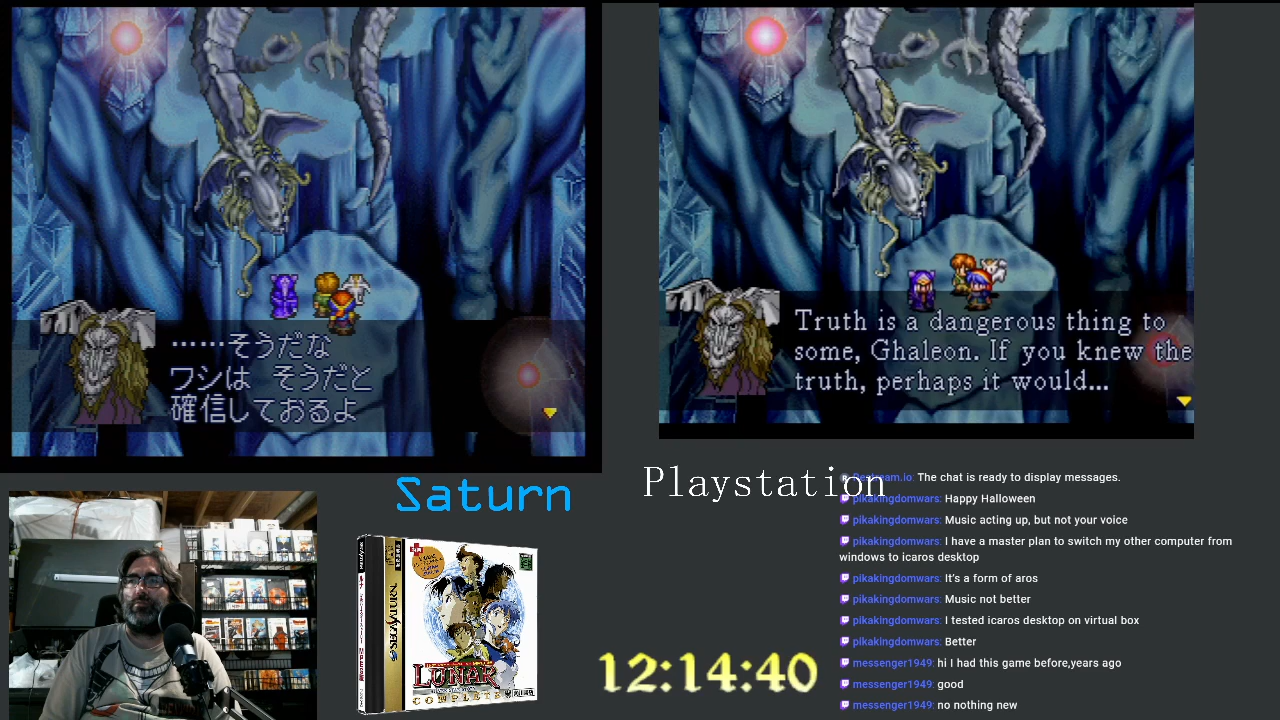 ……そうだな
ワシは そうだと
確信しておるよ
Truth is a dangerous thing to
some, Ghaleon. If you knew the
truth, perhaps it would...
Saturn
Playstation
Restream.io: The chat is ready to display messages.
pikakingdomwars: Happy Halloween
pikakingdomwars: Music acting up, but not your voice
pikakingdomwars: I have a master plan to switch my other computer from
windows to icaros desktop
pikakingdomwars: It's a form of aros
pikakingdomwars: Music not better
pikakingdomwars: I tested icaros desktop on virtual box
pikakingdomwars: Better
messenger1949: hi I had this game before,years ago
messenger1949: good
messenger1949: no nothing new
SEGASATURN
LUNAR
COMPLETE
12:14:40